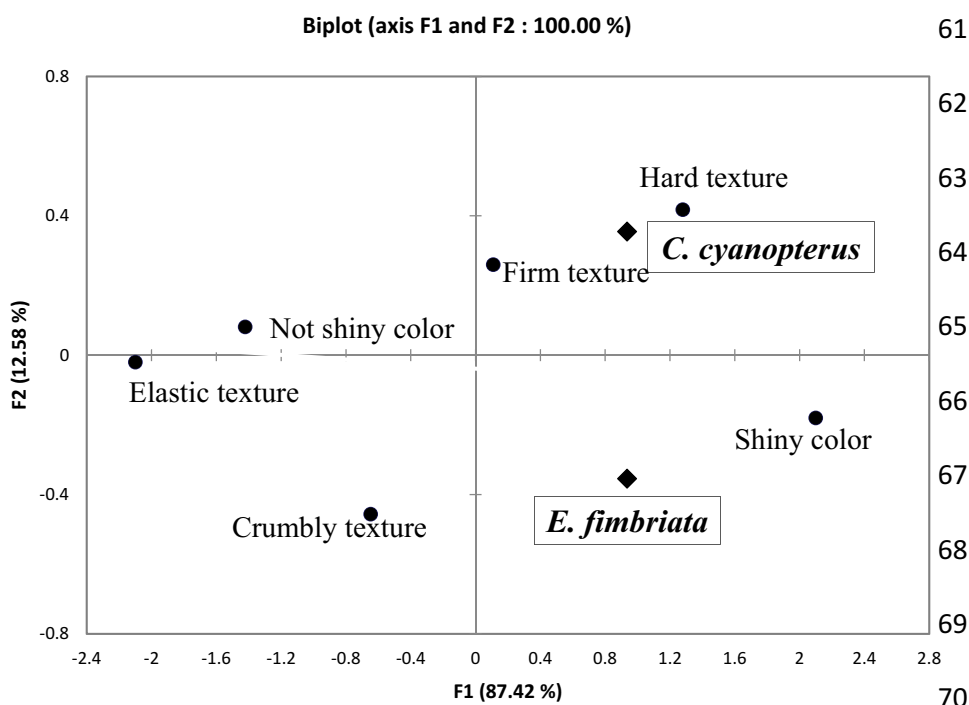 Biplot (axis F1 and F2 : 100.00 %)
61
0.8
62
63
Hard texture
0.4
C. cyanopterus
64
Firm texture
Not shiny color
65
0
Elastic texture
66
Shiny color
67
-0.4
E. fimbriata
Crumbly texture
68
69
-0.8
-2.4 -2 -1.6 -1.2 -0.8 -0.4 0 0.4 0.8 1.2 1.6 2 2.4 2.8
F1 (87.42 %)
70
F2 (12.58 %)